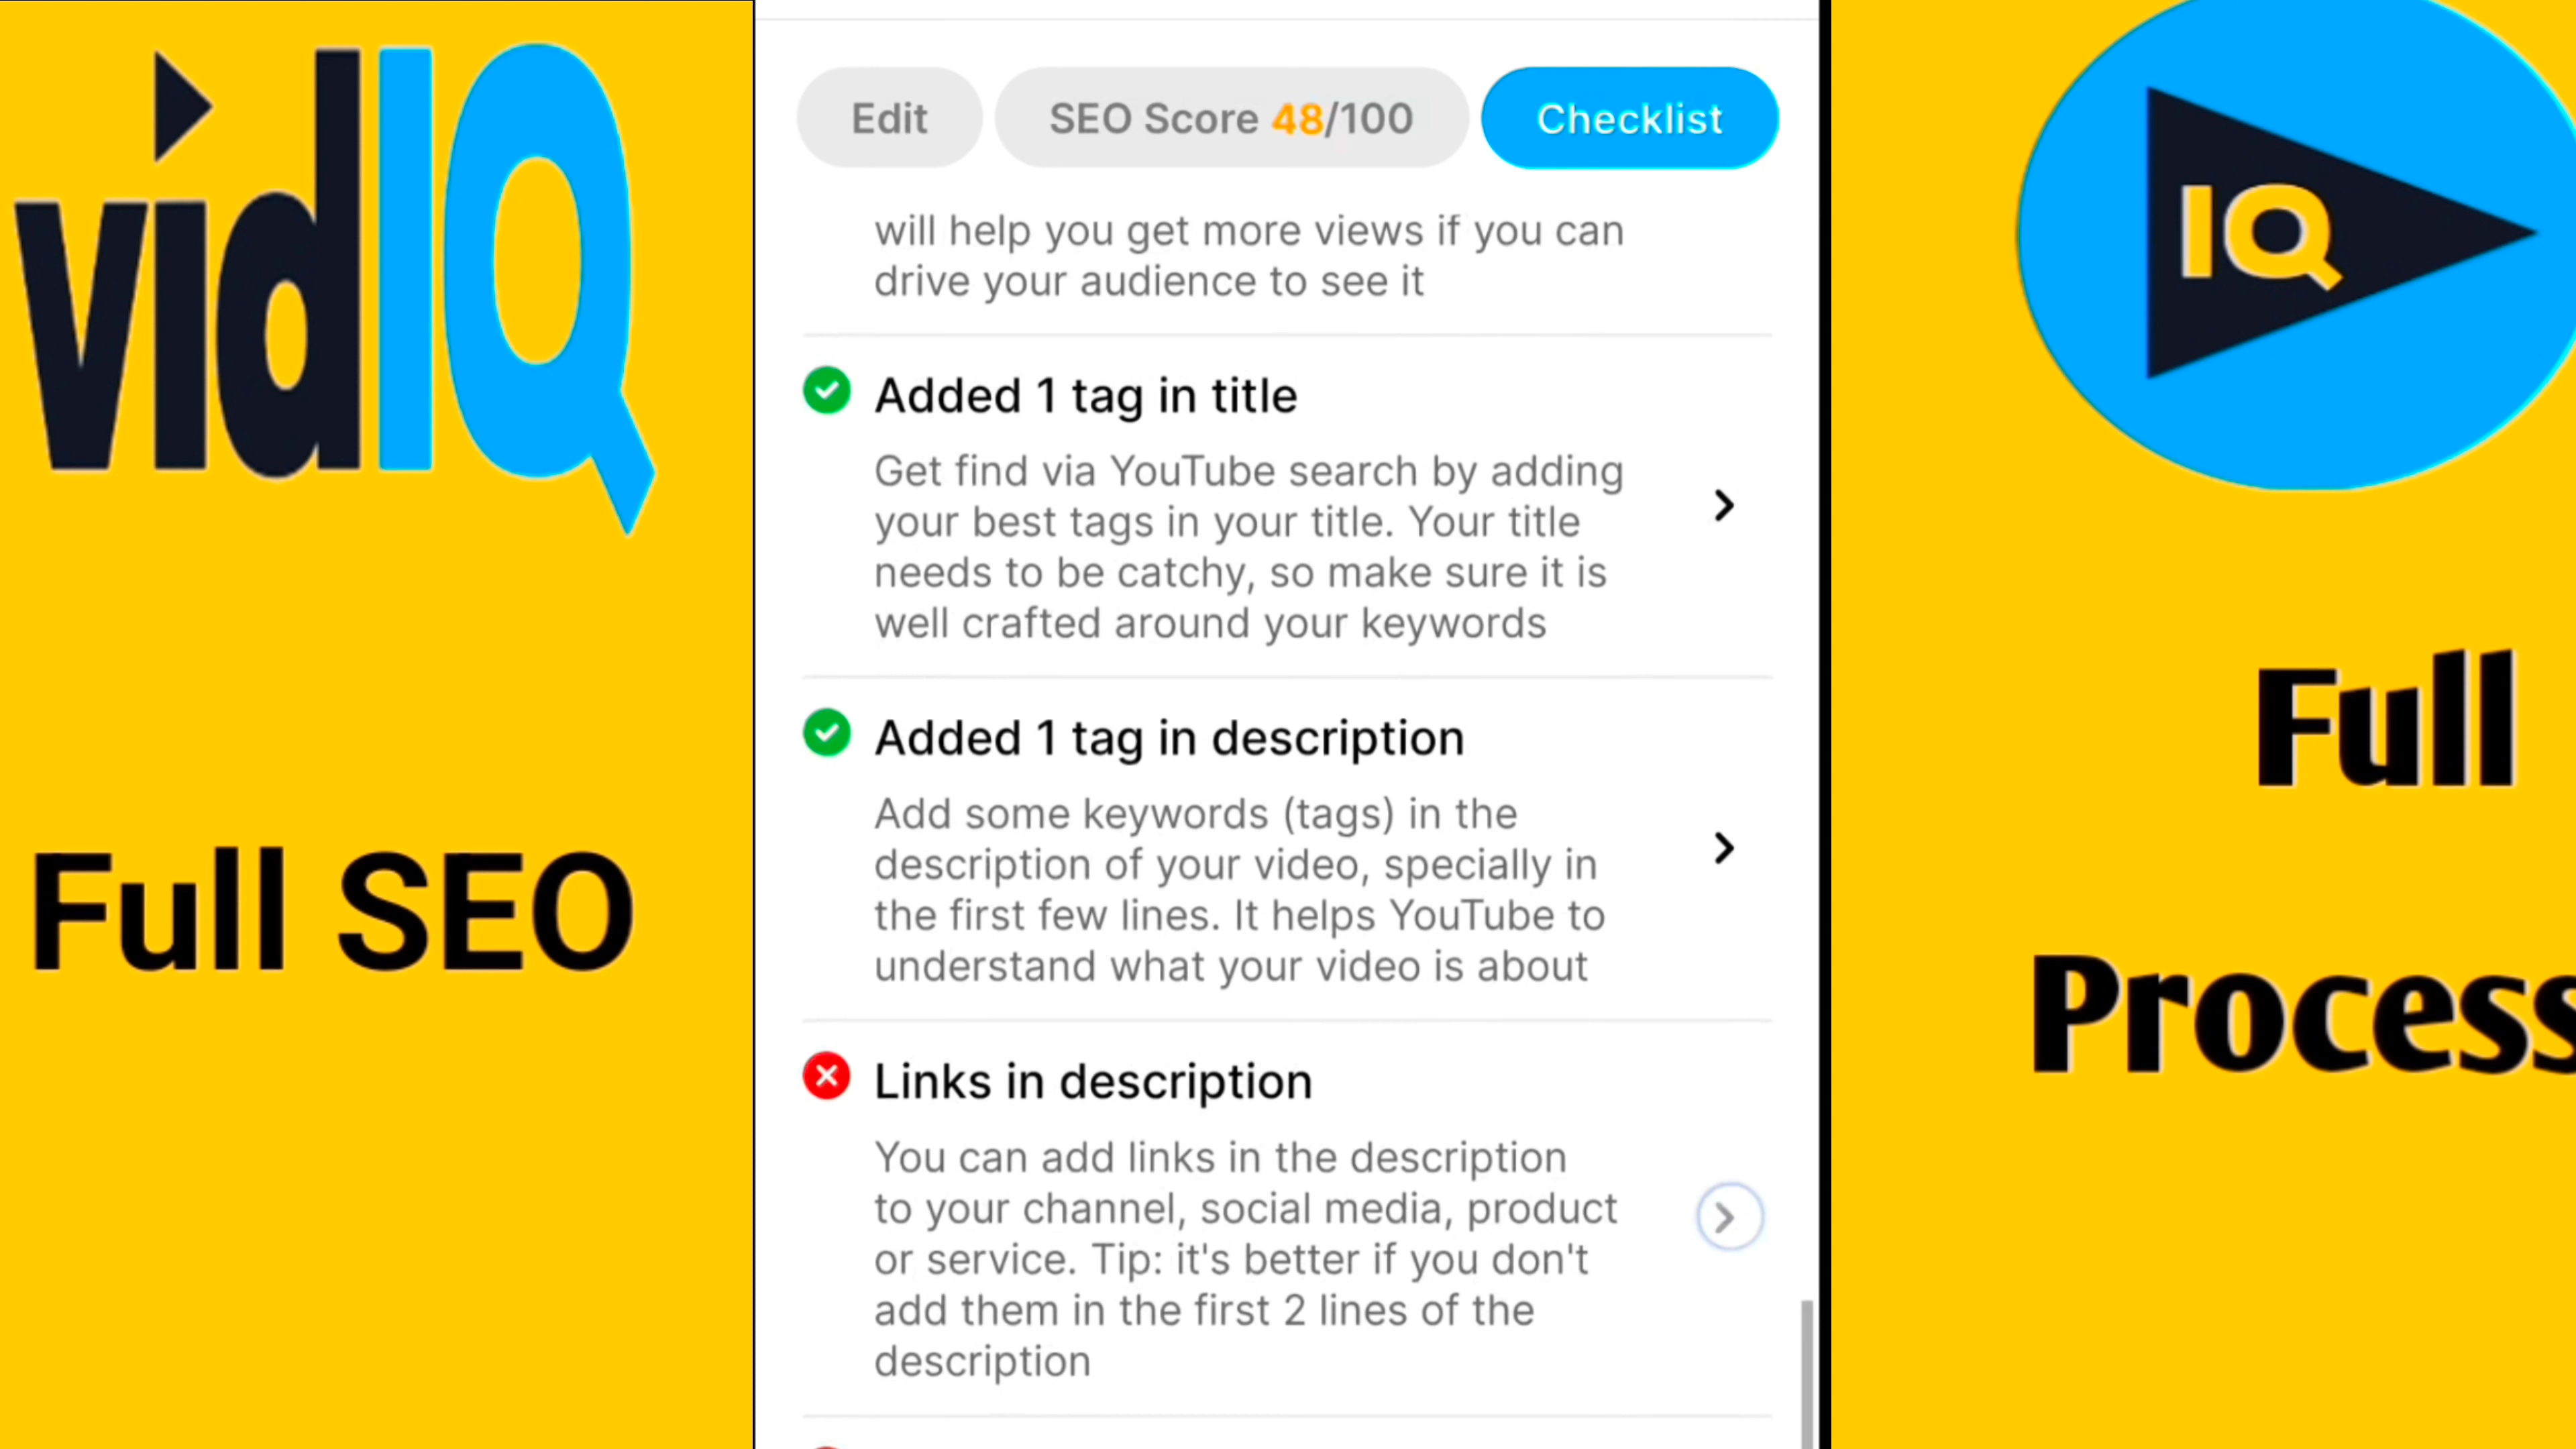 vidIQ
Full SEO
Edit
SEO Score 48/100
Checklist
will help you get more views if you can
drive your audience to see it
Added 1 tag in title
Get find via YouTube search by adding
your best tags in your title. Your title
needs to be catchy, so make sure it is
well crafted around your keywords
Added 1 tag in description
Add some keywords (tags) in the
description of your video, specially in
the first few lines. It helps YouTube to
understand what your video is about
Links in description
You can add links in the description
to your channel, social media, product
or service. Tip: it's better if you don't
add them in the first 2 lines of the
description
IQ
Full
Process